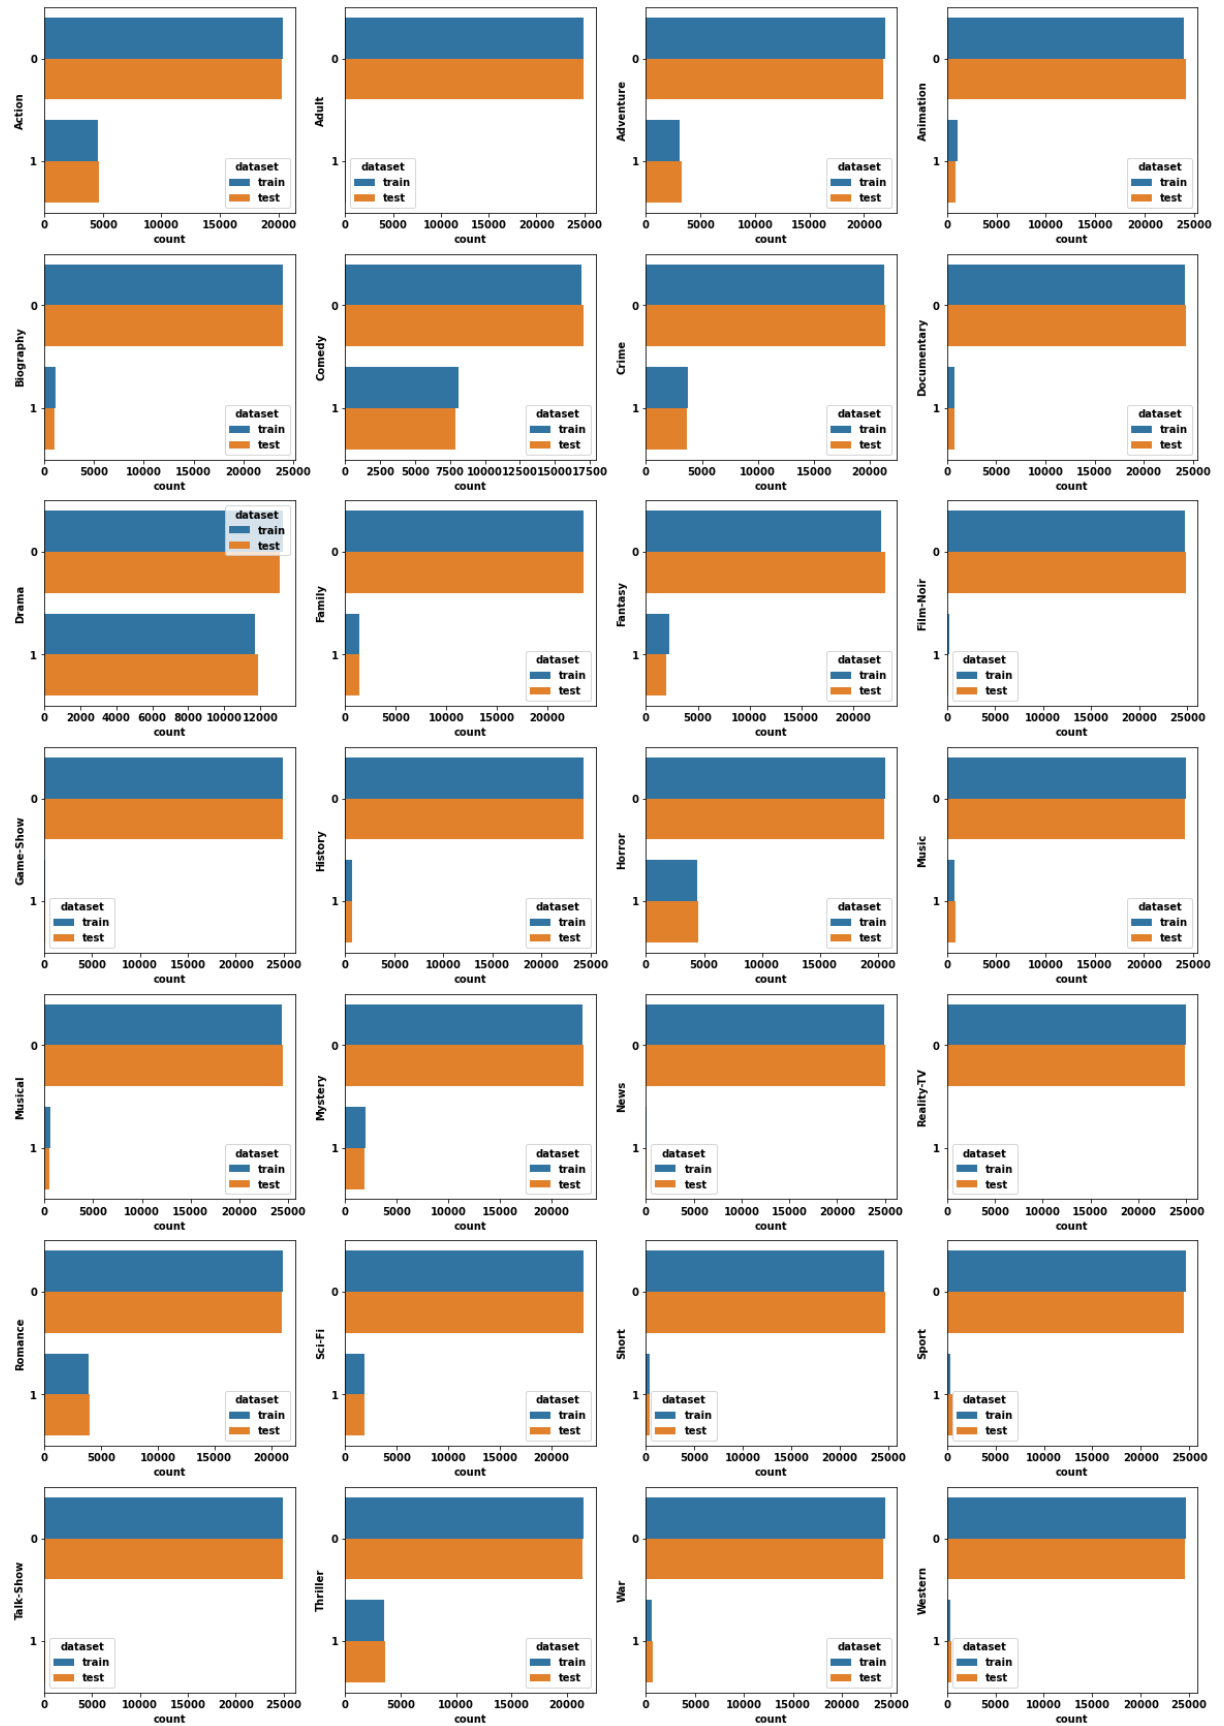 Action
0
1
dataset
train
test
0 5000 10000 15000 20000
count
Adult
0
1
dataset
train
test
0 5000 10000 15000 20000 25000
count
Adventure
0
1
dataset
train
test
0 5000 10000 15000 20000
count
Animation
0
1
dataset
train
test
0 5000 10000 15000 20000 25000
count
Biography
0
1
dataset
train
test
0 5000 10000 15000 20000 25000
count
Comedy
0
1
dataset
train
test
0 2500 5000 7500 10000 12500 15000 17500
count
Crime
0
1
dataset
train
test
0 5000 10000 15000 20000
count
Documentary
0
1
dataset
train
test
0 5000 10000 15000 20000 25000
count
Drama
0
1
dataset
train
test
0 2000 4000 6000 8000 10000 12000
count
Family
0
1
dataset
train
test
0 5000 10000 15000 20000
count
Fantasy
0
1
dataset
train
test
0 5000 10000 15000 20000
count
Film-Noir
0
1
dataset
train
test
0 5000 10000 15000 20000 25000
count
Game-Show
0
1
dataset
train
test
0 5000 10000 15000 20000 25000
count
History
0
1
dataset
train
test
0 5000 10000 15000 20000 25000
count
Horror
0
1
dataset
train
test
0 5000 10000 15000 20000
count
Music
0
1
dataset
train
test
0 5000 10000 15000 20000 25000
count
Musical
0
1
dataset
train
test
0 5000 10000 15000 20000 25000
count
Mystery
0
1
dataset
train
test
0 5000 10000 15000 20000
count
News
0
1
dataset
train
test
0 5000 10000 15000 20000 25000
count
Reality-TV
0
1
dataset
train
test
0 5000 10000 15000 20000 25000
count
Romance
0
1
dataset
train
test
0 5000 10000 15000 20000
count
Sci-Fi
0
1
dataset
train
test
0 5000 10000 15000 20000
count
Short
0
1
dataset
train
test
0 5000 10000 15000 20000 25000
count
Sport
0
1
dataset
train
test
0 5000 10000 15000 20000 25000
count
Talk-Show
0
1
dataset
train
test
0 5000 10000 15000 20000 25000
count
Thriller
0
1
dataset
train
test
0 5000 10000 15000 20000
count
War
0
1
dataset
train
test
0 5000 10000 15000 20000 25000
count
Western
0
1
dataset
train
test
0 5000 10000 15000 20000 25000
count